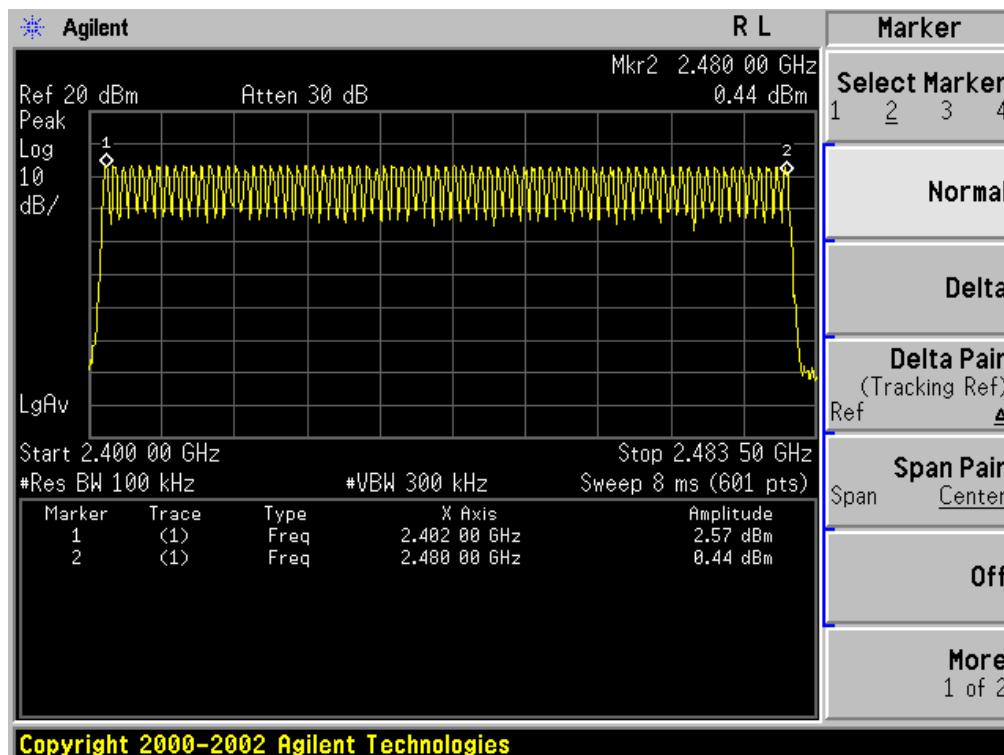 Agilent R L
Mkr2 2.480 00 GHz
Ref 20 dBm Atten 30 dB 0.44 dBm
Peak
Log
10
dB/
1
2
LgAv
Start 2.400 00 GHz Stop 2.483 50 GHz
#Res BW 100 kHz #VBW 300 kHz Sweep 8 ms (601 pts)
Marker Trace Type X Axis Amplitude
1 (1) Freq 2.402 00 GHz 2.57 dBm
2 (1) Freq 2.480 00 GHz 0.44 dBm
Marker
Select Marker
1 2 3 4
Normal
Delta
Delta Pair
(Tracking Ref)
Ref Δ
Span Pair
Span Center
Off
More
1 of 2
Copyright 2000-2002 Agilent Technologies